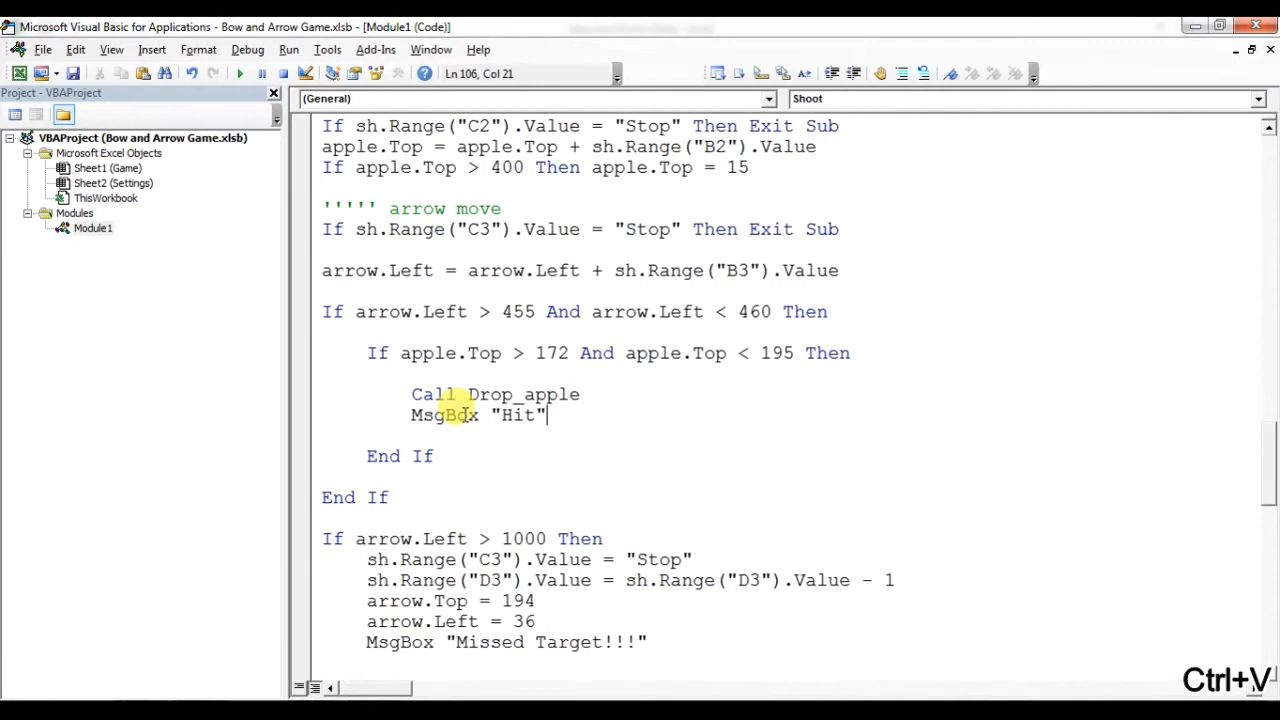 Microsoft Visual Basic for Applications - Bow and Arrow Game.xlsb - [Module1 (Code)]
File Edit View Insert Format Debug Run Tools Add-Ins Window Help
Ln 106, Col 21
Project - VBAProject
VBAProject (Bow and Arrow Game.xlsb)
Microsoft Excel Objects
Sheet1 (Game)
Sheet2 (Settings)
ThisWorkbook
Modules
Module1
(General) Shoot
If sh.Range("C2").Value = "Stop" Then Exit Sub
apple.Top = apple.Top + sh.Range("B2").Value
If apple.Top > 400 Then apple.Top = 15
''''' arrow move
If sh.Range("C3").Value = "Stop" Then Exit Sub
arrow.Left = arrow.Left + sh.Range("B3").Value
If arrow.Left > 455 And arrow.Left < 460 Then
If apple.Top > 172 And apple.Top < 195 Then
Call Drop_apple
MsgBox "Hit"
End If
End If
If arrow.Left > 1000 Then
sh.Range("C3").Value = "Stop"
sh.Range("D3").Value = sh.Range("D3").Value - 1
arrow.Top = 194
arrow.Left = 36
MsgBox "Missed Target!!!"
Ctrl+V